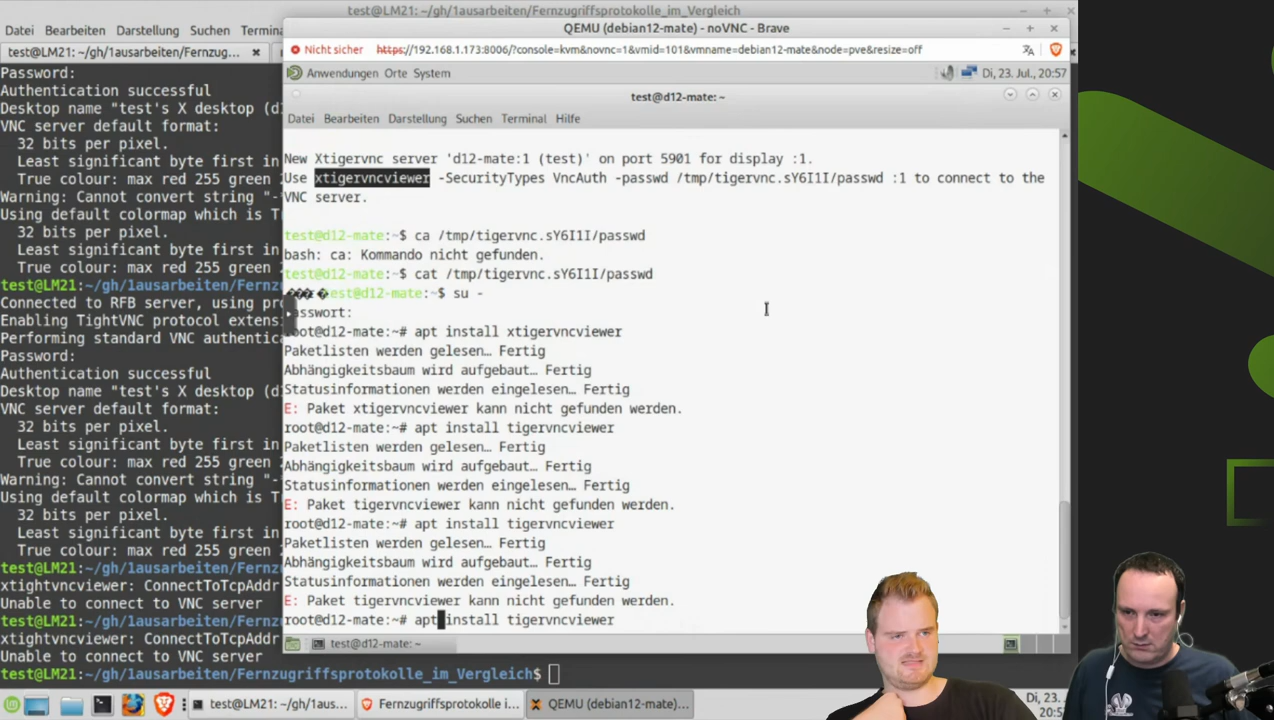 test@LM21: ~/gh/1ausarbeiten/Fernzugriffsprotokolle_im_Vergleich
Datei Bearbeiten Darstellung Suchen Termina
test@LM21: ~/gh/1ausarbeiten/Fernzug...
Password:
Authentication successful
Desktop name "test's X desktop (d
VNC server default format:
32 bits per pixel.
Least significant byte first in
True colour: max red 255 green
Warning: Cannot convert string "-
Using default colormap which is T
32 bits per pixel.
Least significant byte first in
True colour: max red 255 green
test@LM21:~/gh/1ausarbeiten/Fernz
Connected to RFB server, using pro
Enabling TightVNC protocol extens
Performing standard VNC authentica
Password:
Authentication successful
Desktop name "test's X desktop (d
VNC server default format:
32 bits per pixel.
Least significant byte first in
True colour: max red 255 green
Warning: Cannot convert string "-
Using default colormap which is T
32 bits per pixel.
Least significant byte first in
True colour: max red 255 green
test@LM21:~/gh/1ausarbeiten/Fernz
xtightvncviewer: ConnectToTcpAddr
Unable to connect to VNC server
test@LM21:~/gh/1ausarbeiten/Fernz
xtightvncviewer: ConnectToTcpAddr
Unable to connect to VNC server
test@LM21:~/gh/1ausarbeiten/Fernzugriffsprotokolle_im_Vergleich$
QEMU (debian12-mate) - noVNC - Brave
Nicht sicher https://192.168.1.173:8006/?console=kvm&novnc=1&vmid=101&vmname=debian12-mate&node=pve&resize=off
Anwendungen Orte System
Di, 23. Jul., 20:57
test@d12-mate: ~
Datei Bearbeiten Darstellung Suchen Terminal Hilfe
New Xtigervnc server 'd12-mate:1 (test)' on port 5901 for display :1.
Use xtigervncviewer -SecurityTypes VncAuth -passwd /tmp/tigervnc.sY6I1I/passwd :1 to connect to the
VNC server.
test@d12-mate:~$ ca /tmp/tigervnc.sY6I1I/passwd
bash: ca: Kommando nicht gefunden.
test@d12-mate:~$ cat /tmp/tigervnc.sY6I1I/passwd
��� �est@d12-mate:~$ su -
asswort:
oot@d12-mate:~# apt install xtigervncviewer
Paketlisten werden gelesen… Fertig
Abhängigkeitsbaum wird aufgebaut… Fertig
Statusinformationen werden eingelesen… Fertig
E: Paket xtigervncviewer kann nicht gefunden werden.
root@d12-mate:~# apt install tigervncviewer
Paketlisten werden gelesen… Fertig
Abhängigkeitsbaum wird aufgebaut… Fertig
Statusinformationen werden eingelesen… Fertig
E: Paket tigervncviewer kann nicht gefunden werden.
root@d12-mate:~# apt install tigervncviewer
Paketlisten werden gelesen… Fertig
Abhängigkeitsbaum wird aufgebaut… Fertig
Statusinformationen werden eingelesen… Fertig
E: Paket tigervncviewer kann nicht gefunden werden.
root@d12-mate:~# apt install tigervncviewer
test@d12-mate: ~
test@LM21: ~/gh/1aus...
Fernzugriffsprotokolle i...
QEMU (debian12-mate)...
Di, 23.
20:5